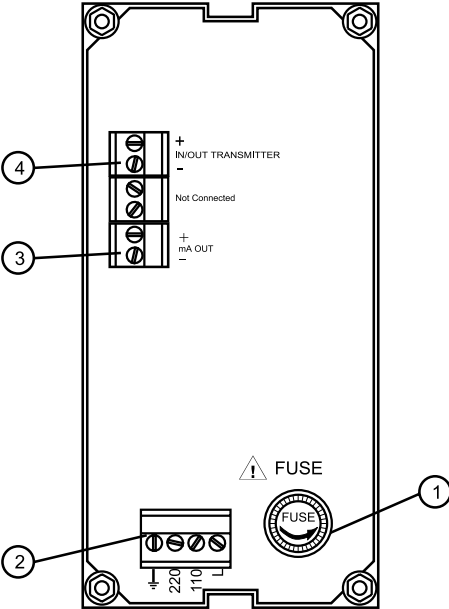 +
IN/OUT TRANSMITTER
-
4
Not Connected
+
mA OUT
-
3
⚠ FUSE
FUSE
1
2
220
110
L